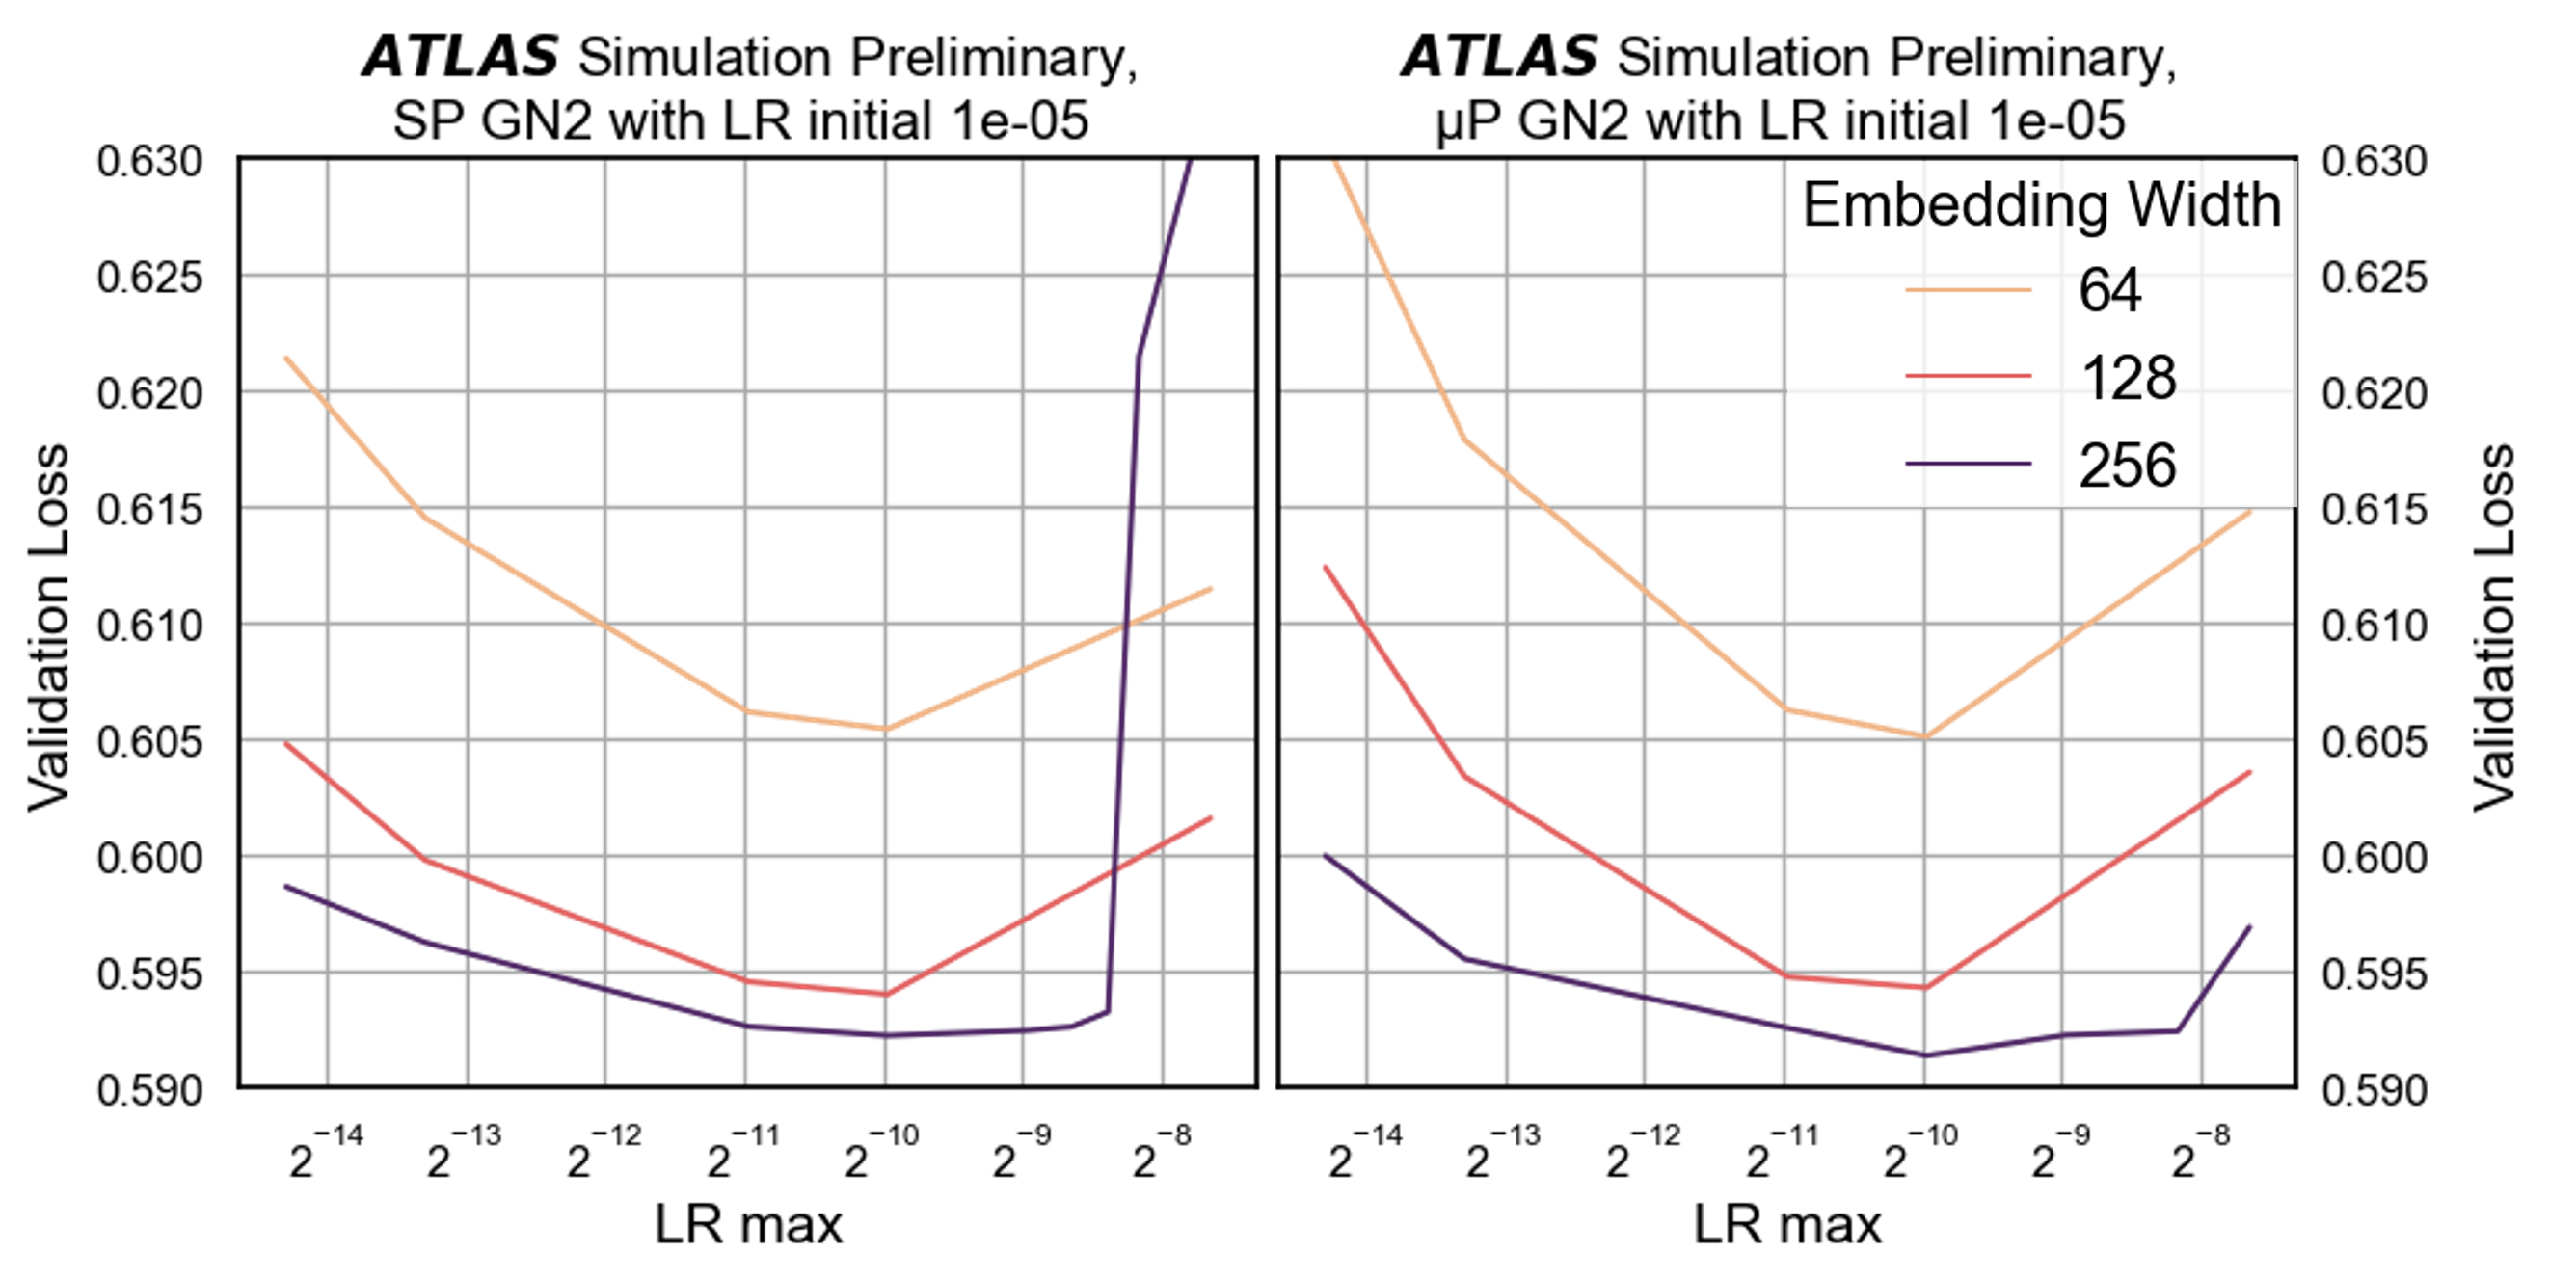 ATLAS Simulation Preliminary,
SP GN2 with LR initial 1e-05
0.630
0.625
0.620
0.615
0.610
0.605
0.600
0.595
0.590
Validation Loss
2^−14 2^−13 2^−12 2^−11 2^−10 2^−9 2^−8
LR max
ATLAS Simulation Preliminary,
µP GN2 with LR initial 1e-05
Embedding Width
64
128
256
0.630
0.625
0.620
0.615
0.610
0.605
0.600
0.595
0.590
Validation Loss
2^−14 2^−13 2^−12 2^−11 2^−10 2^−9 2^−8
LR max